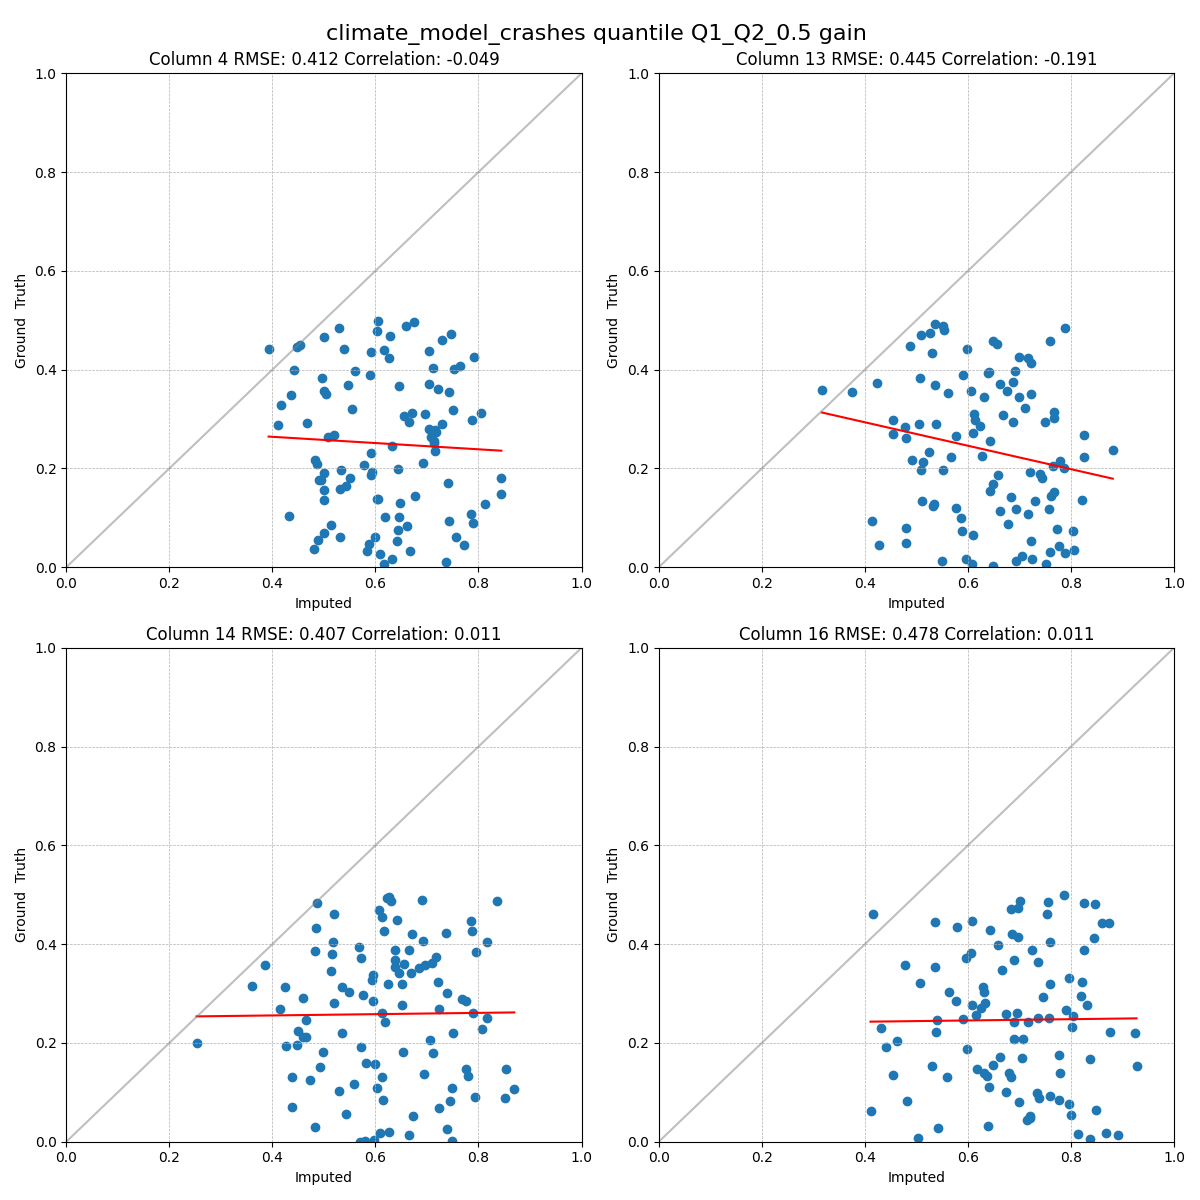 climate_model_crashes quantile Q1_Q2_0.5 gain
Column 4 RMSE: 0.412 Correlation: -0.049
1.0
0.8
0.6
0.4
0.2
0.0
Ground Truth
0.0 0.2 0.4 0.6 0.8 1.0
Imputed
Column 13 RMSE: 0.445 Correlation: -0.191
1.0
0.8
0.6
0.4
0.2
0.0
Ground Truth
0.0 0.2 0.4 0.6 0.8 1.0
Imputed
Column 14 RMSE: 0.407 Correlation: 0.011
1.0
0.8
0.6
0.4
0.2
0.0
Ground Truth
0.0 0.2 0.4 0.6 0.8 1.0
Imputed
Column 16 RMSE: 0.478 Correlation: 0.011
1.0
0.8
0.6
0.4
0.2
0.0
Ground Truth
0.0 0.2 0.4 0.6 0.8 1.0
Imputed